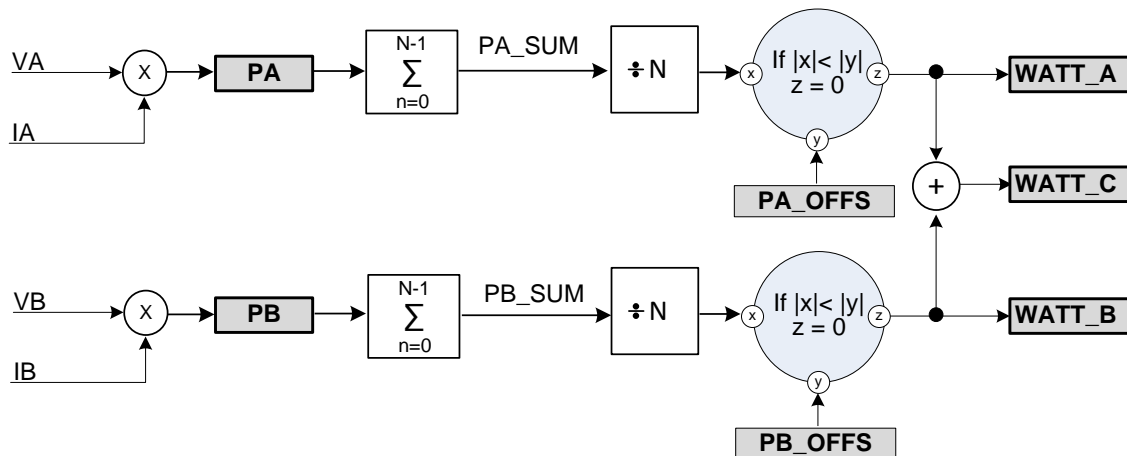 VA
X
PA
N-1
Σ
n=0
PA_SUM
÷ N
x
If |x|< |y|
z = 0
z
y
WATT_A
IA
PA_OFFS
+
WATT_C
VB
X
PB
N-1
Σ
n=0
PB_SUM
÷ N
x
If |x|< |y|
z = 0
z
y
WATT_B
IB
PB_OFFS